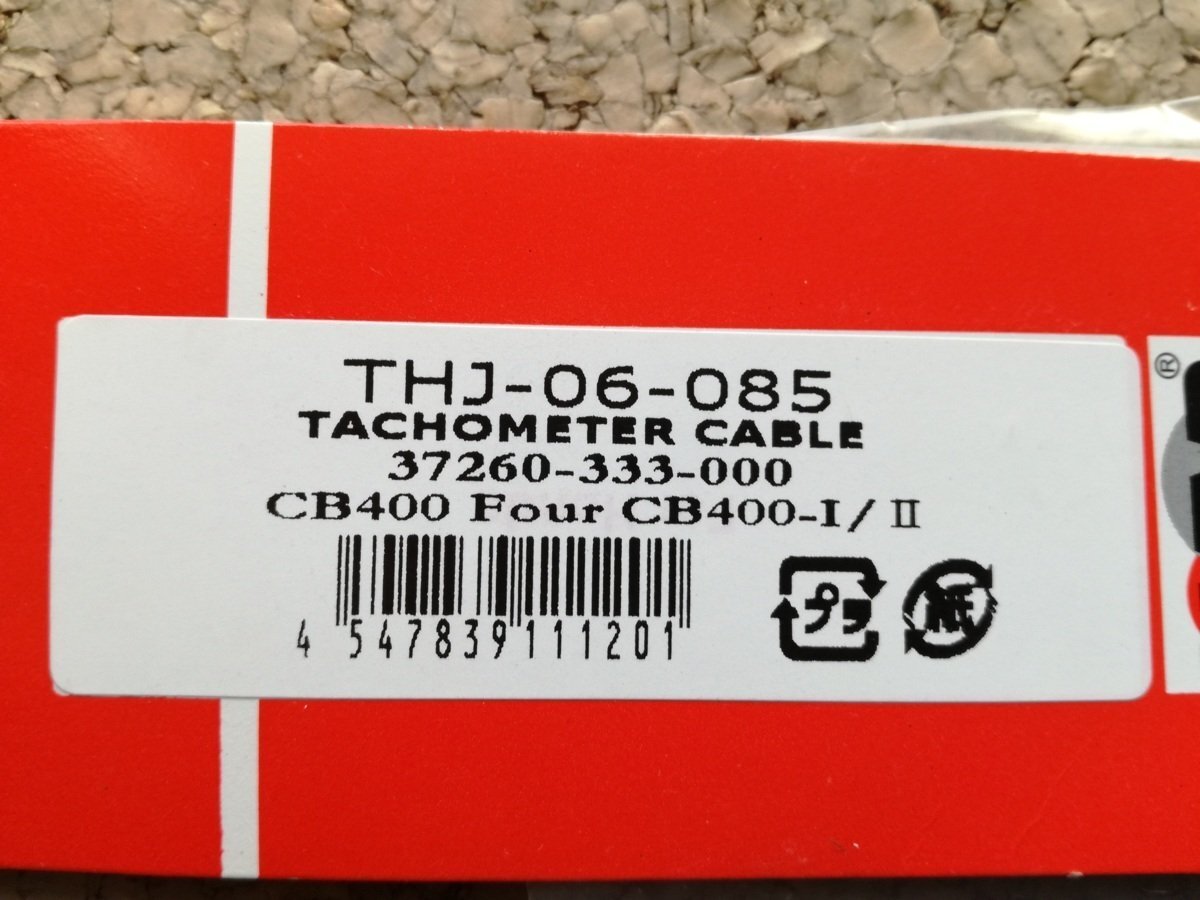 THJ-06-085
TACHOMETER CABLE
37260-333-000
CB400 Four CB400-I/Ⅱ
4 547839 111201
プラ
紙
®